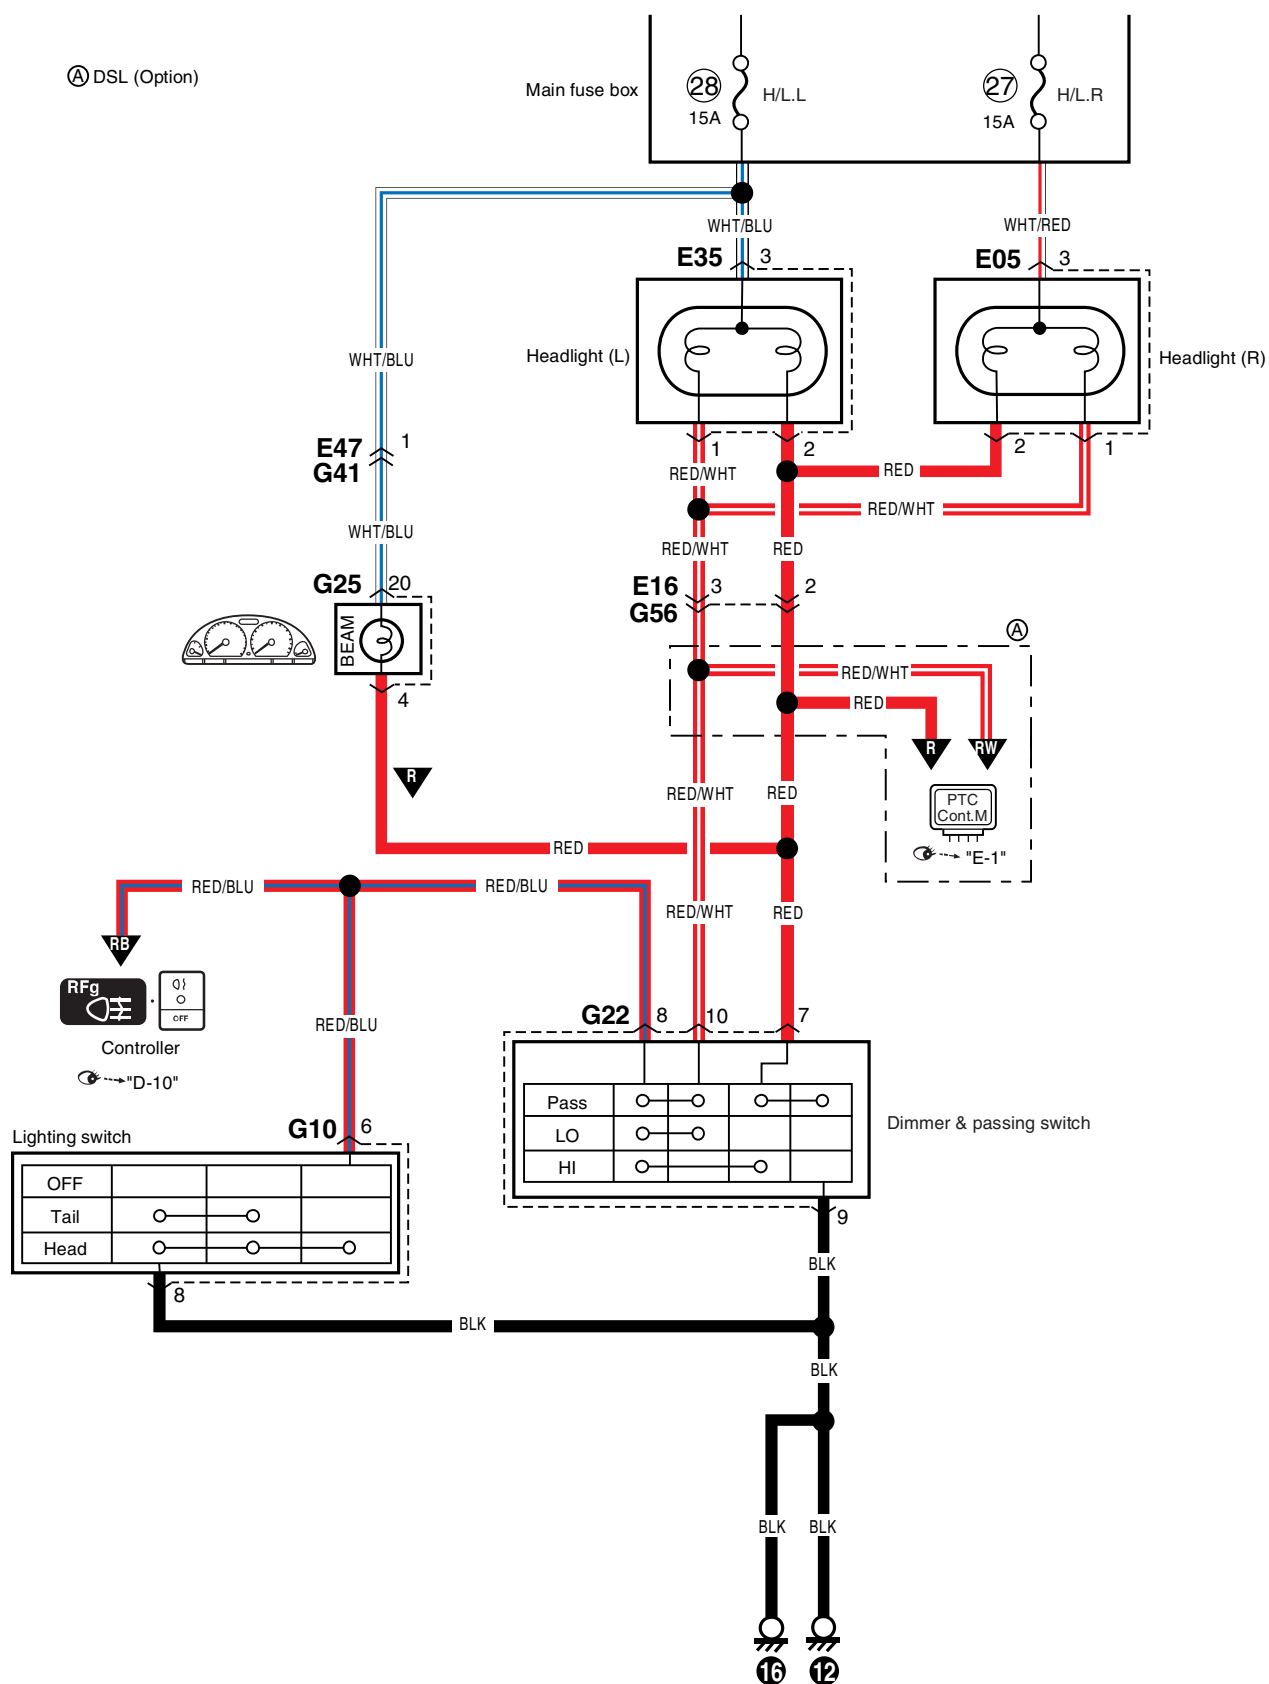 Ⓐ DSL (Option)
Main fuse box
28
15A
H/L.L
27
15A
H/L.R
WHT/BLU
WHT/RED
E35 3
E05 3
Headlight (L)
Headlight (R)
WHT/BLU
1
2
2
1
E47 1
G41
RED/WHT
RED
RED/WHT
WHT/BLU
RED/WHT
RED
G25 20
E16 3
2
G56
BEAM
4
A
RED/WHT
RED
R
RW
R
RED/WHT
RED
PTC
Cont.M
"E-1"
RED
RED/BLU
RED/BLU
RED/WHT
RED
RB
RFg
OFF
Controller
"D-10"
RED/BLU
G22 8
10
7
Pass
LO
HI
Dimmer & passing switch
Lighting switch
G10 6
OFF
Tail
Head
9
8
BLK
BLK
BLK
BLK
BLK
16
12